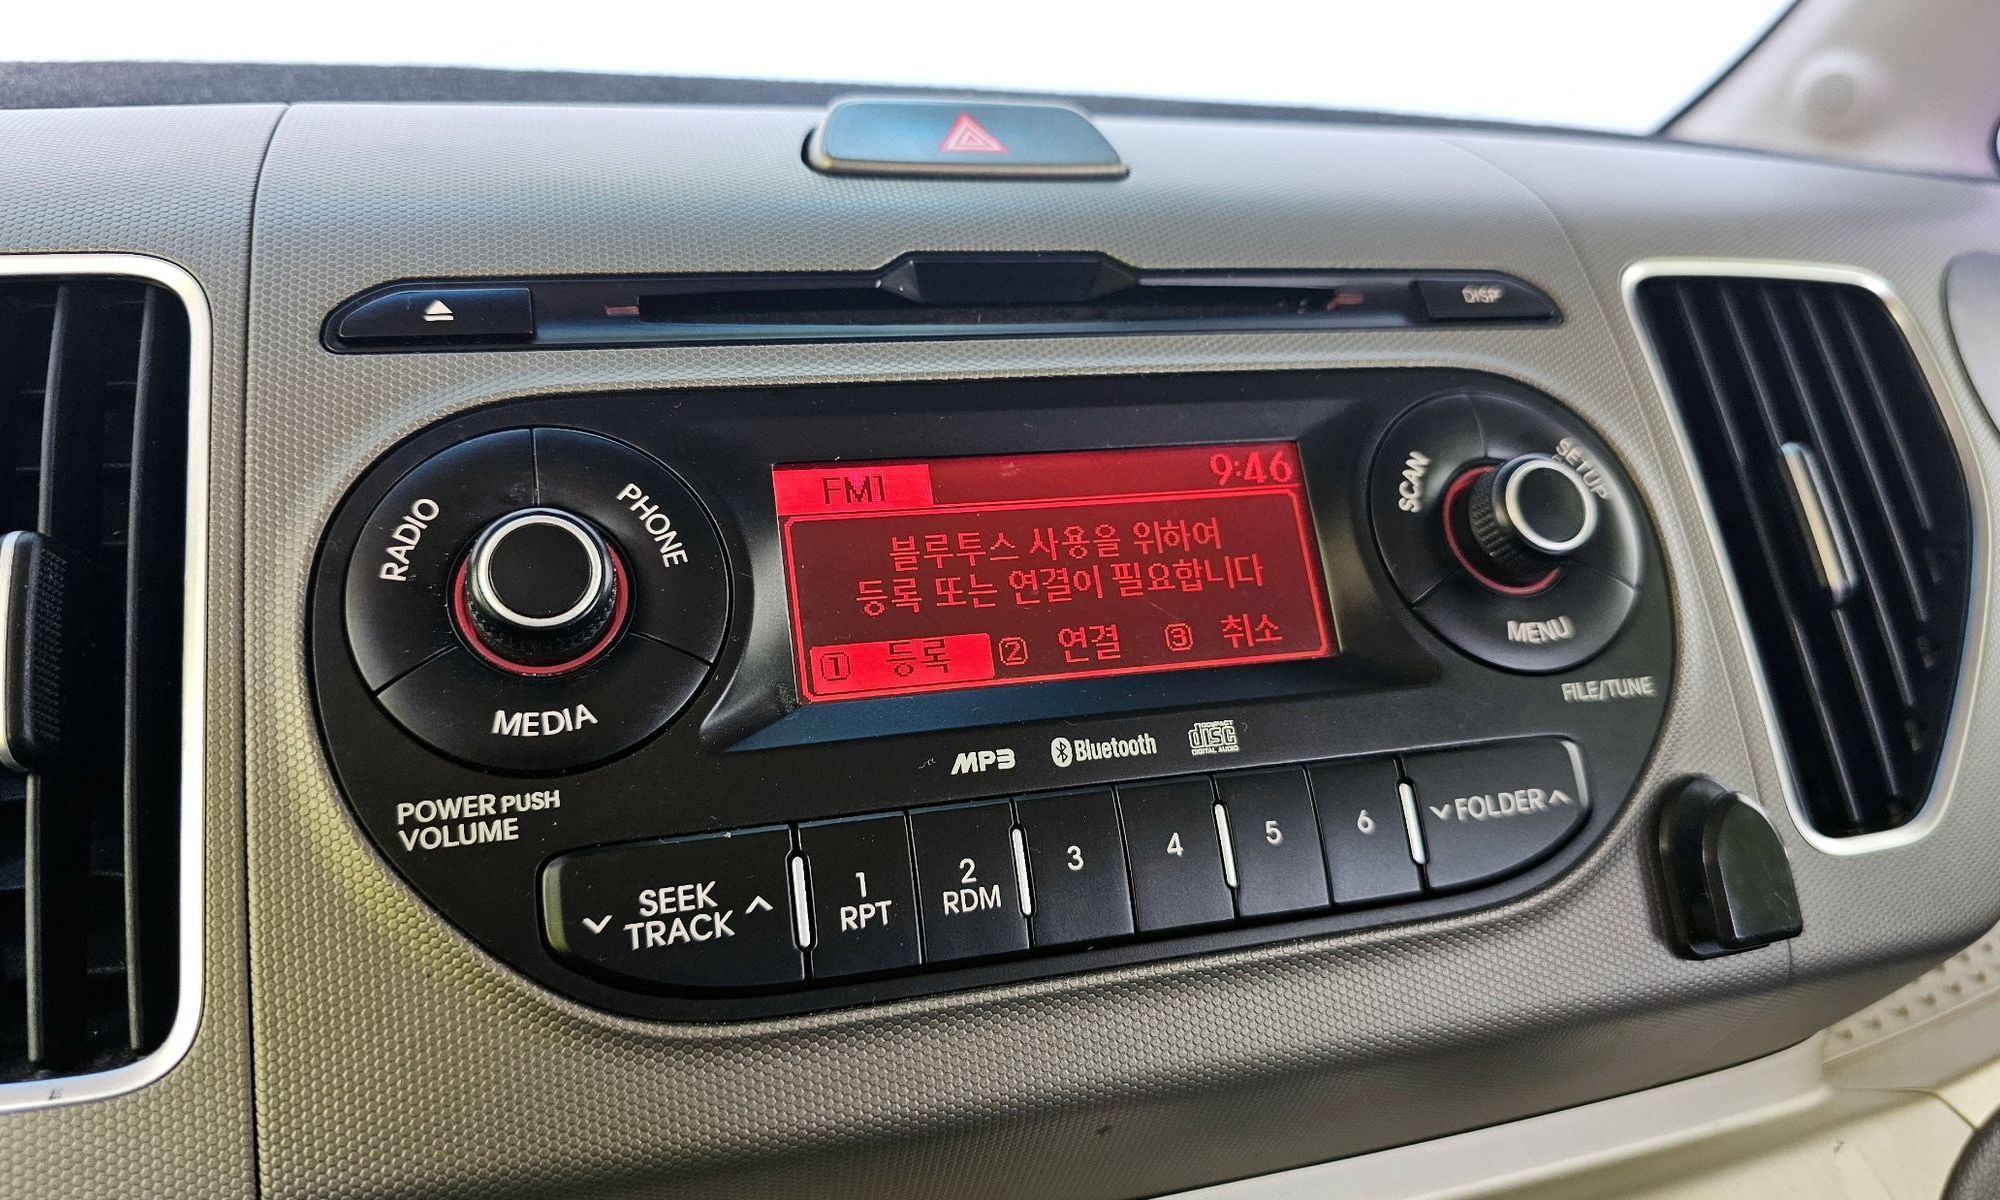 DISP
RADIO
PHONE
MEDIA
POWER PUSH
VOLUME
FM1 9:46
블루투스 사용을 위하여
등록 또는 연결이 필요합니다
1 등록 2 연결 3 취소
SCAN
SETUP
MENU
FILE/TUNE
MP3 Bluetooth COMPACT disc DIGITAL AUDIO
SEEK
TRACK
1
RPT
2
RDM
3
4
5
6
FOLDER